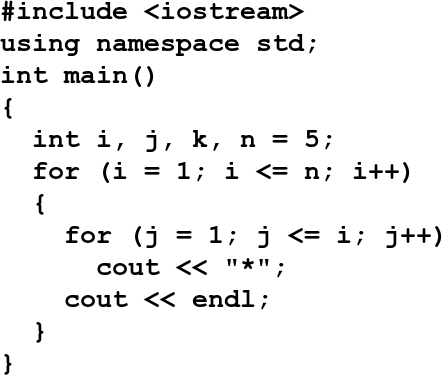 #include <iostream>
using namespace std;
int main()
{
  int i, j, k, n = 5;
  for (i = 1; i <= n; i++)
  {
    for (j = 1; j <= i; j++)
      cout << "*";
    cout << endl;
  }
}